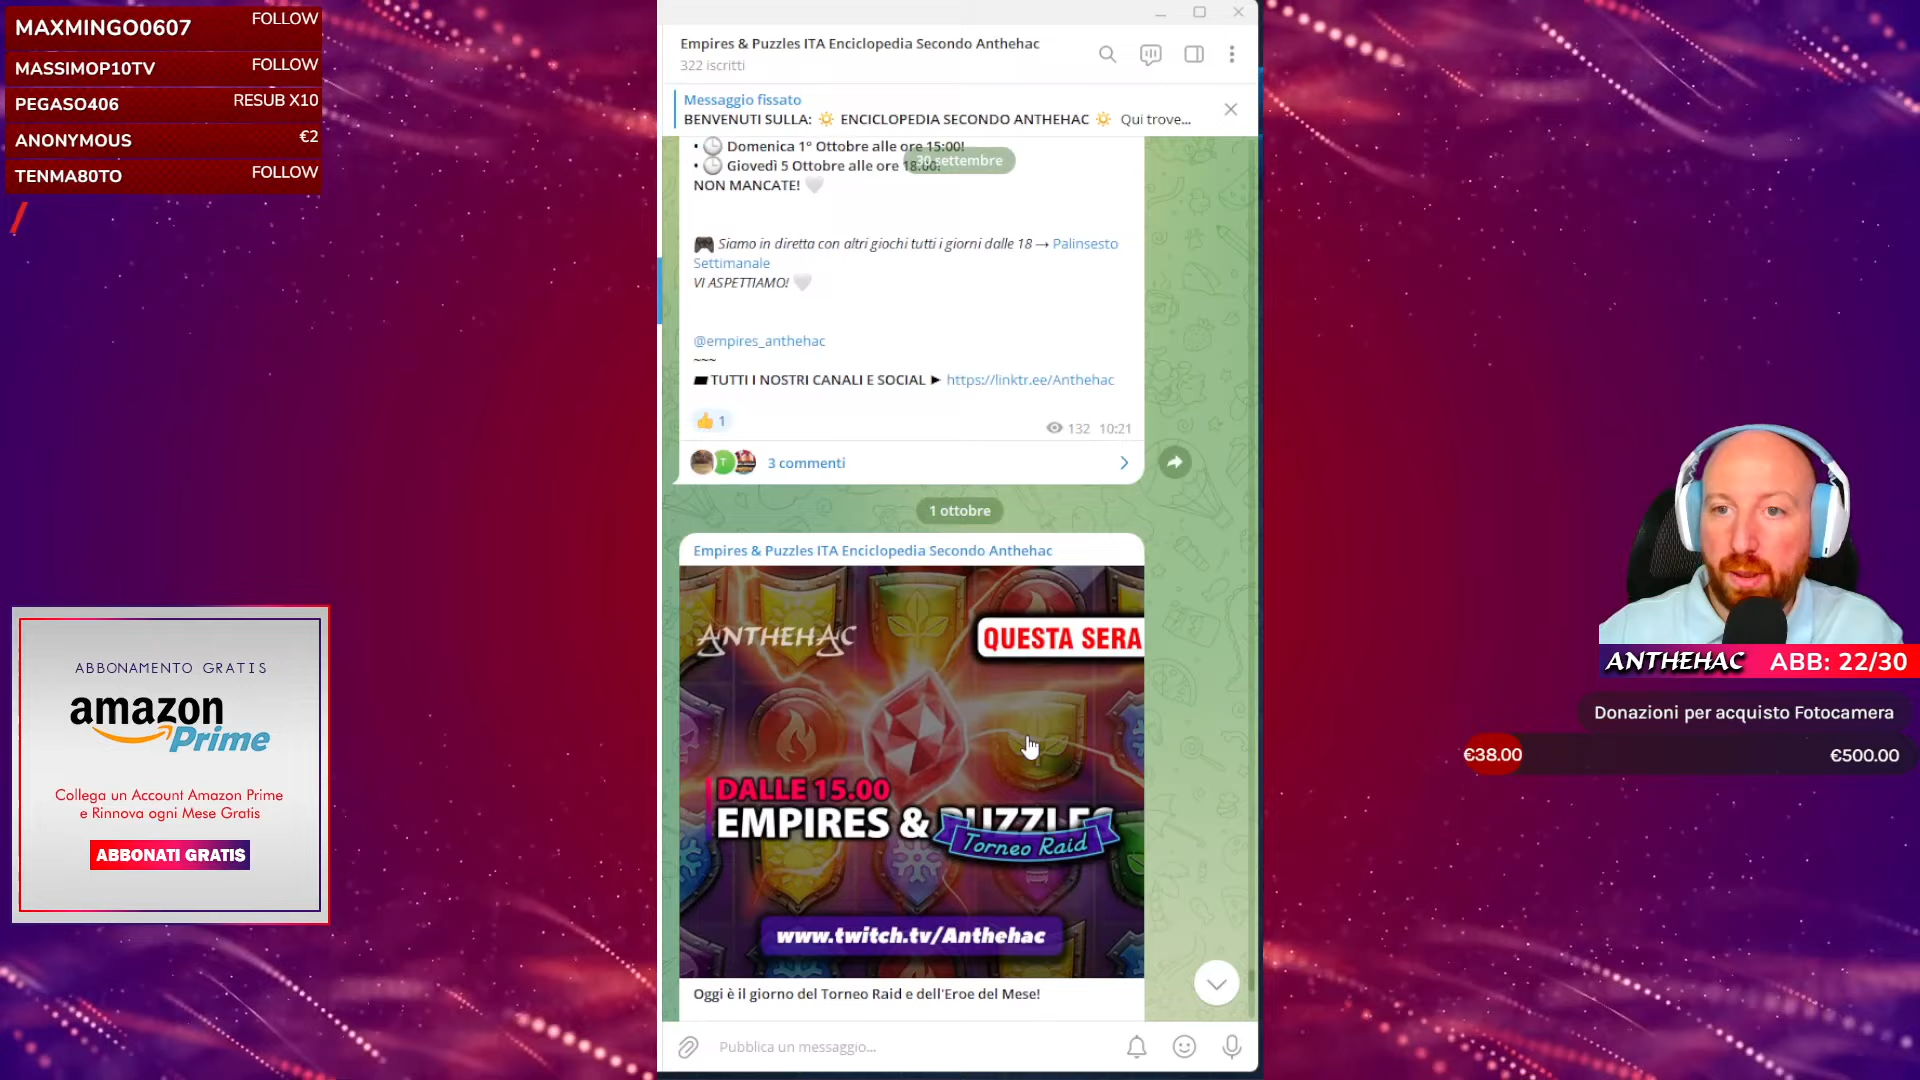 MAXMINGO0607 FOLLOW
MASSIMOP10TV FOLLOW
PEGASO406 RESUB X10
ANONYMOUS €2
TENMA80TO FOLLOW
ABBONAMENTO GRATIS
amazon
Prime
Collega un Account Amazon Prime
e Rinnova ogni Mese Gratis
ABBONATI GRATIS
Empires & Puzzles ITA Enciclopedia Secondo Anthehac
322 iscritti
Messaggio fissato
BENVENUTI SULLA: ☀️ ENCICLOPEDIA SECONDO ANTHEHAC ☀️ Qui trove...
• 🕒 Domenica 1° Ottobre alle ore 15:00!
30 settembre
• 🕒 Giovedì 5 Ottobre alle ore 18:00!
NON MANCATE! 🤍
🎮 Siamo in diretta con altri giochi tutti i giorni dalle 18 → Palinsesto
Settimanale
VI ASPETTIAMO! 🤍
@empires_anthehac
~~~
▰ TUTTI I NOSTRI CANALI E SOCIAL ► https://linktr.ee/Anthehac
👍 1
132 10:21
T
3 commenti
1 ottobre
Empires & Puzzles ITA Enciclopedia Secondo Anthehac
ANTHEHAC
QUESTA SERA
DALLE 15.00
EMPIRES & PUZZLES
Torneo Raid
www.twitch.tv/Anthehac
Oggi è il giorno del Torneo Raid e dell'Eroe del Mese!
Pubblica un messaggio...
ANTHEHAC ABB: 22/30
Donazioni per acquisto Fotocamera
€38.00 €500.00